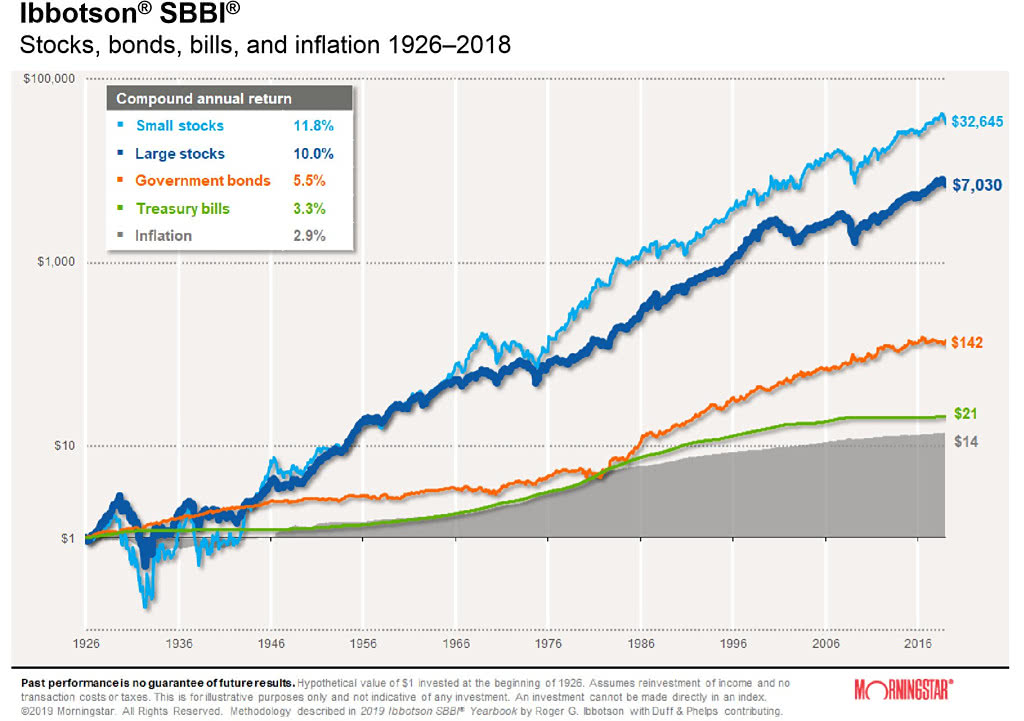 Ibbotson® SBBI®
Stocks, bonds, bills, and inflation 1926–2018
$100,000
Compound annual return
Small stocks 11.8%
Large stocks 10.0%
Government bonds 5.5%
Treasury bills 3.3%
Inflation 2.9%
$32,645
$7,030
$1,000
$142
$21
$10
$14
$1
1926 1936 1946 1956 1966 1976 1986 1996 2006 2016
Past performance is no guarantee of future results. Hypothetical value of $1 invested at the beginning of 1926. Assumes reinvestment of income and no
transaction costs or taxes. This is for illustrative purposes only and not indicative of any investment. An investment cannot be made directly in an index.
©2019 Morningstar. All Rights Reserved. Methodology described in 2019 Ibbotson SBBI® Yearbook by Roger G. Ibbotson with Duff & Phelps contributing.
MORNINGSTAR®